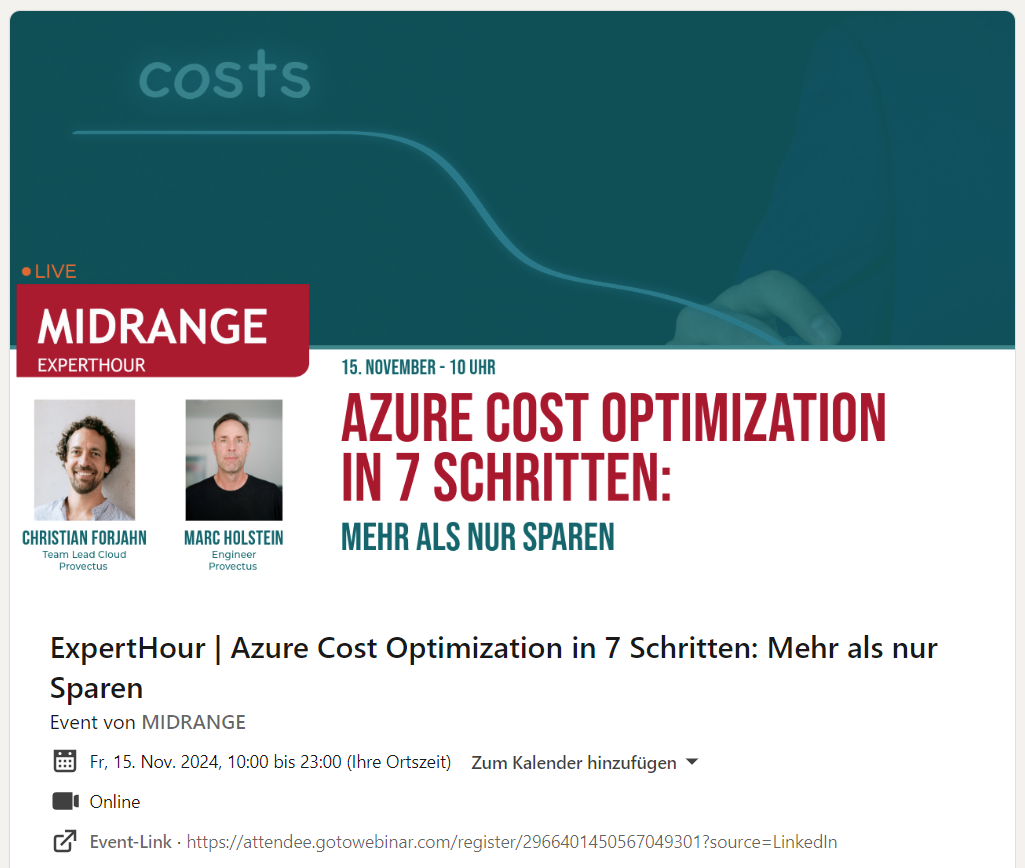 costs
LIVE
MIDRANGE
EXPERTHOUR
15. NOVEMBER - 10 UHR
AZURE COST OPTIMIZATION
IN 7 SCHRITTEN:
MEHR ALS NUR SPAREN
CHRISTIAN FORJAHN
Team Lead Cloud
Provectus
MARC HOLSTEIN
Engineer
Provectus
ExpertHour | Azure Cost Optimization in 7 Schritten: Mehr als nur
Sparen
Event von MIDRANGE
Fr, 15. Nov. 2024, 10:00 bis 23:00 (Ihre Ortszeit) Zum Kalender hinzufügen
Online
Event-Link · https://attendee.gotowebinar.com/register/2966401450567049301?source=LinkedIn